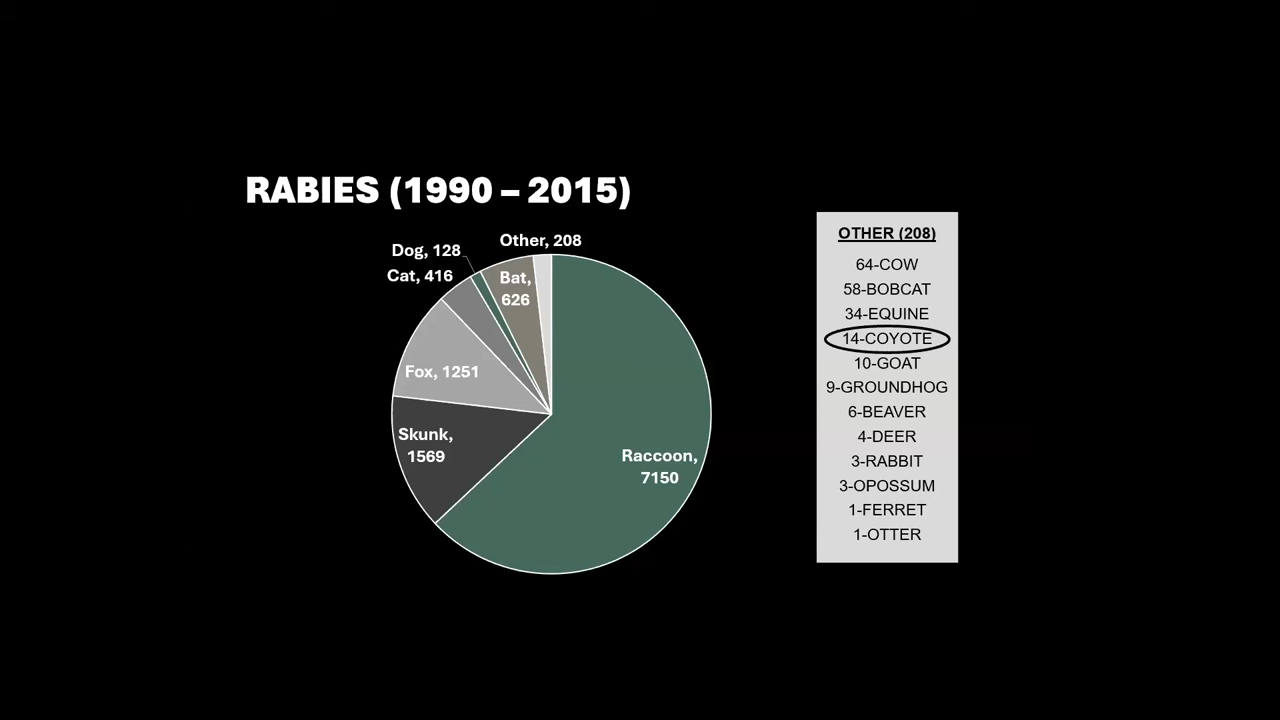 RABIES (1990 – 2015)
Dog, 128
Other, 208
Cat, 416
Bat,
626
Fox, 1251
Skunk,
1569
Raccoon,
7150
OTHER (208)
64-COW
58-BOBCAT
34-EQUINE
14-COYOTE
10-GOAT
9-GROUNDHOG
6-BEAVER
4-DEER
3-RABBIT
3-OPOSSUM
1-FERRET
1-OTTER